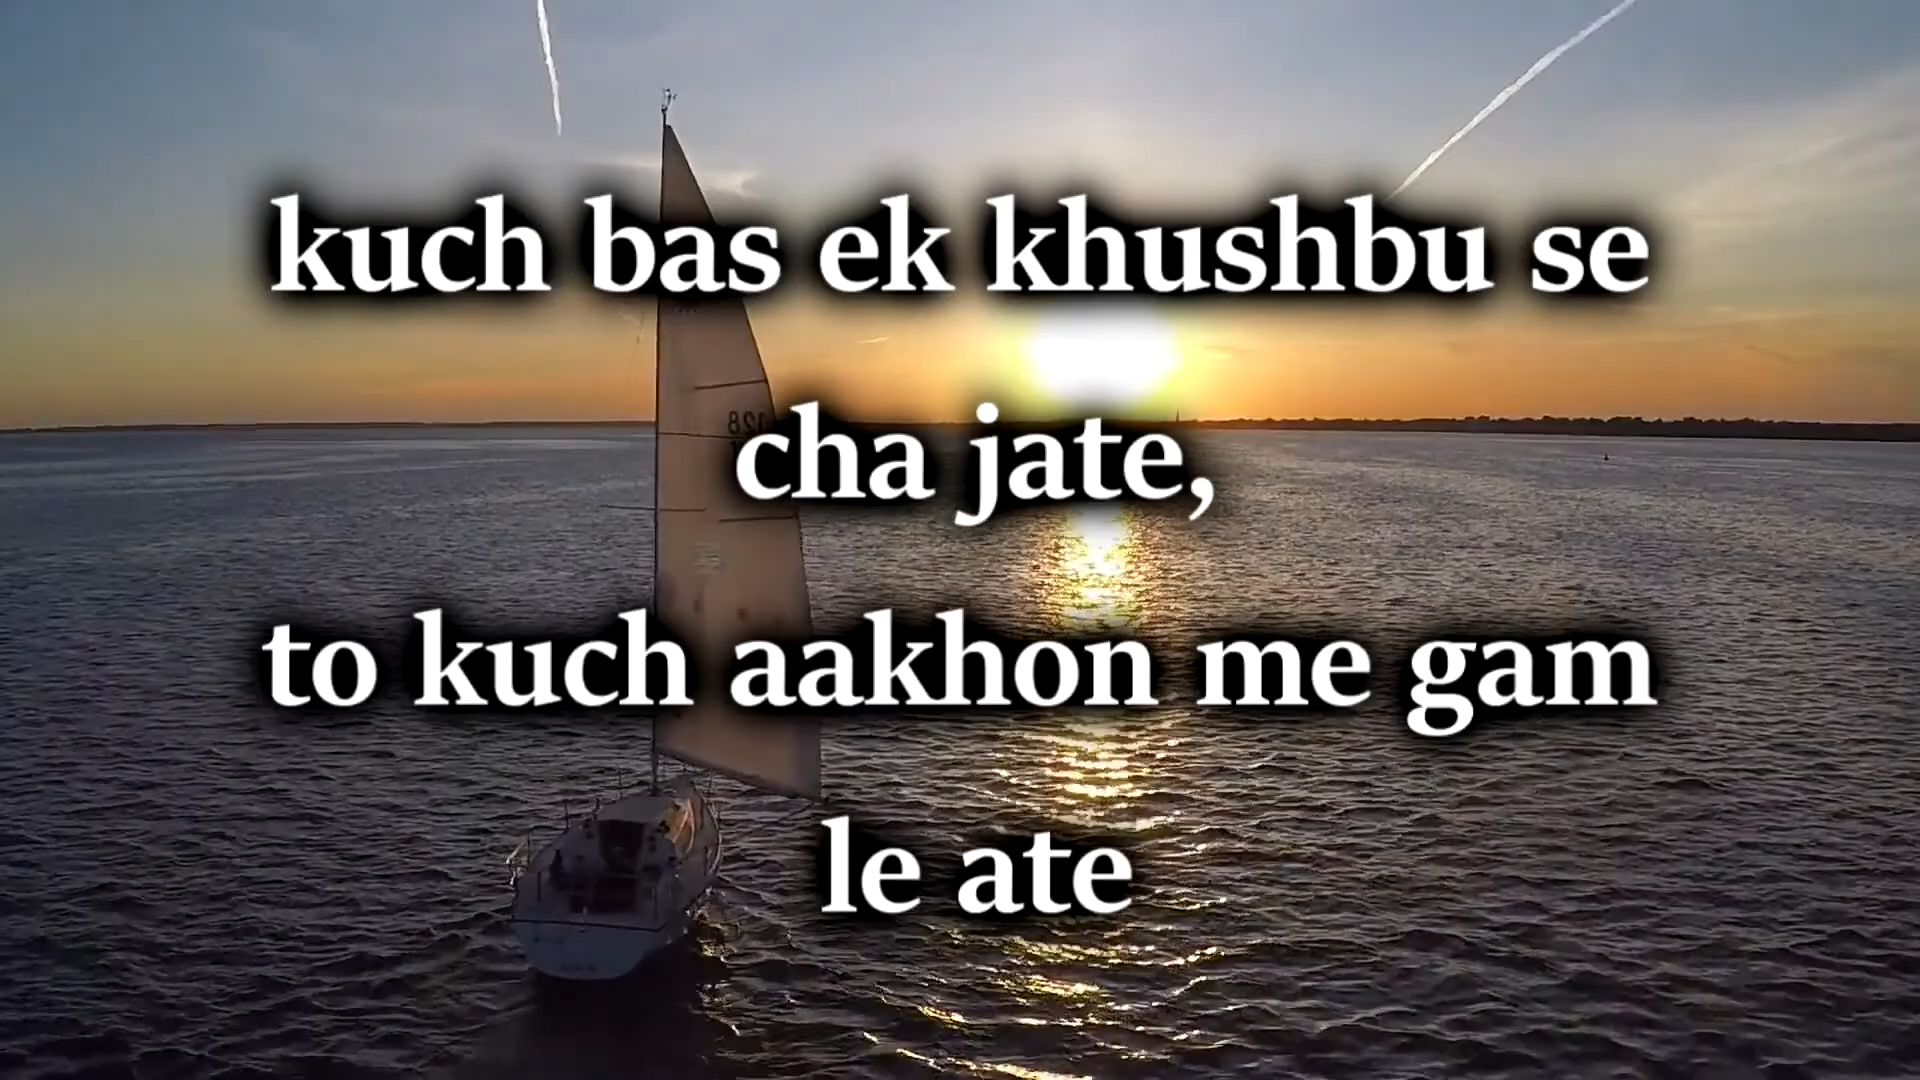 kuch bas ek khushbu se
cha jate,
to kuch aakhon me gam
le ate